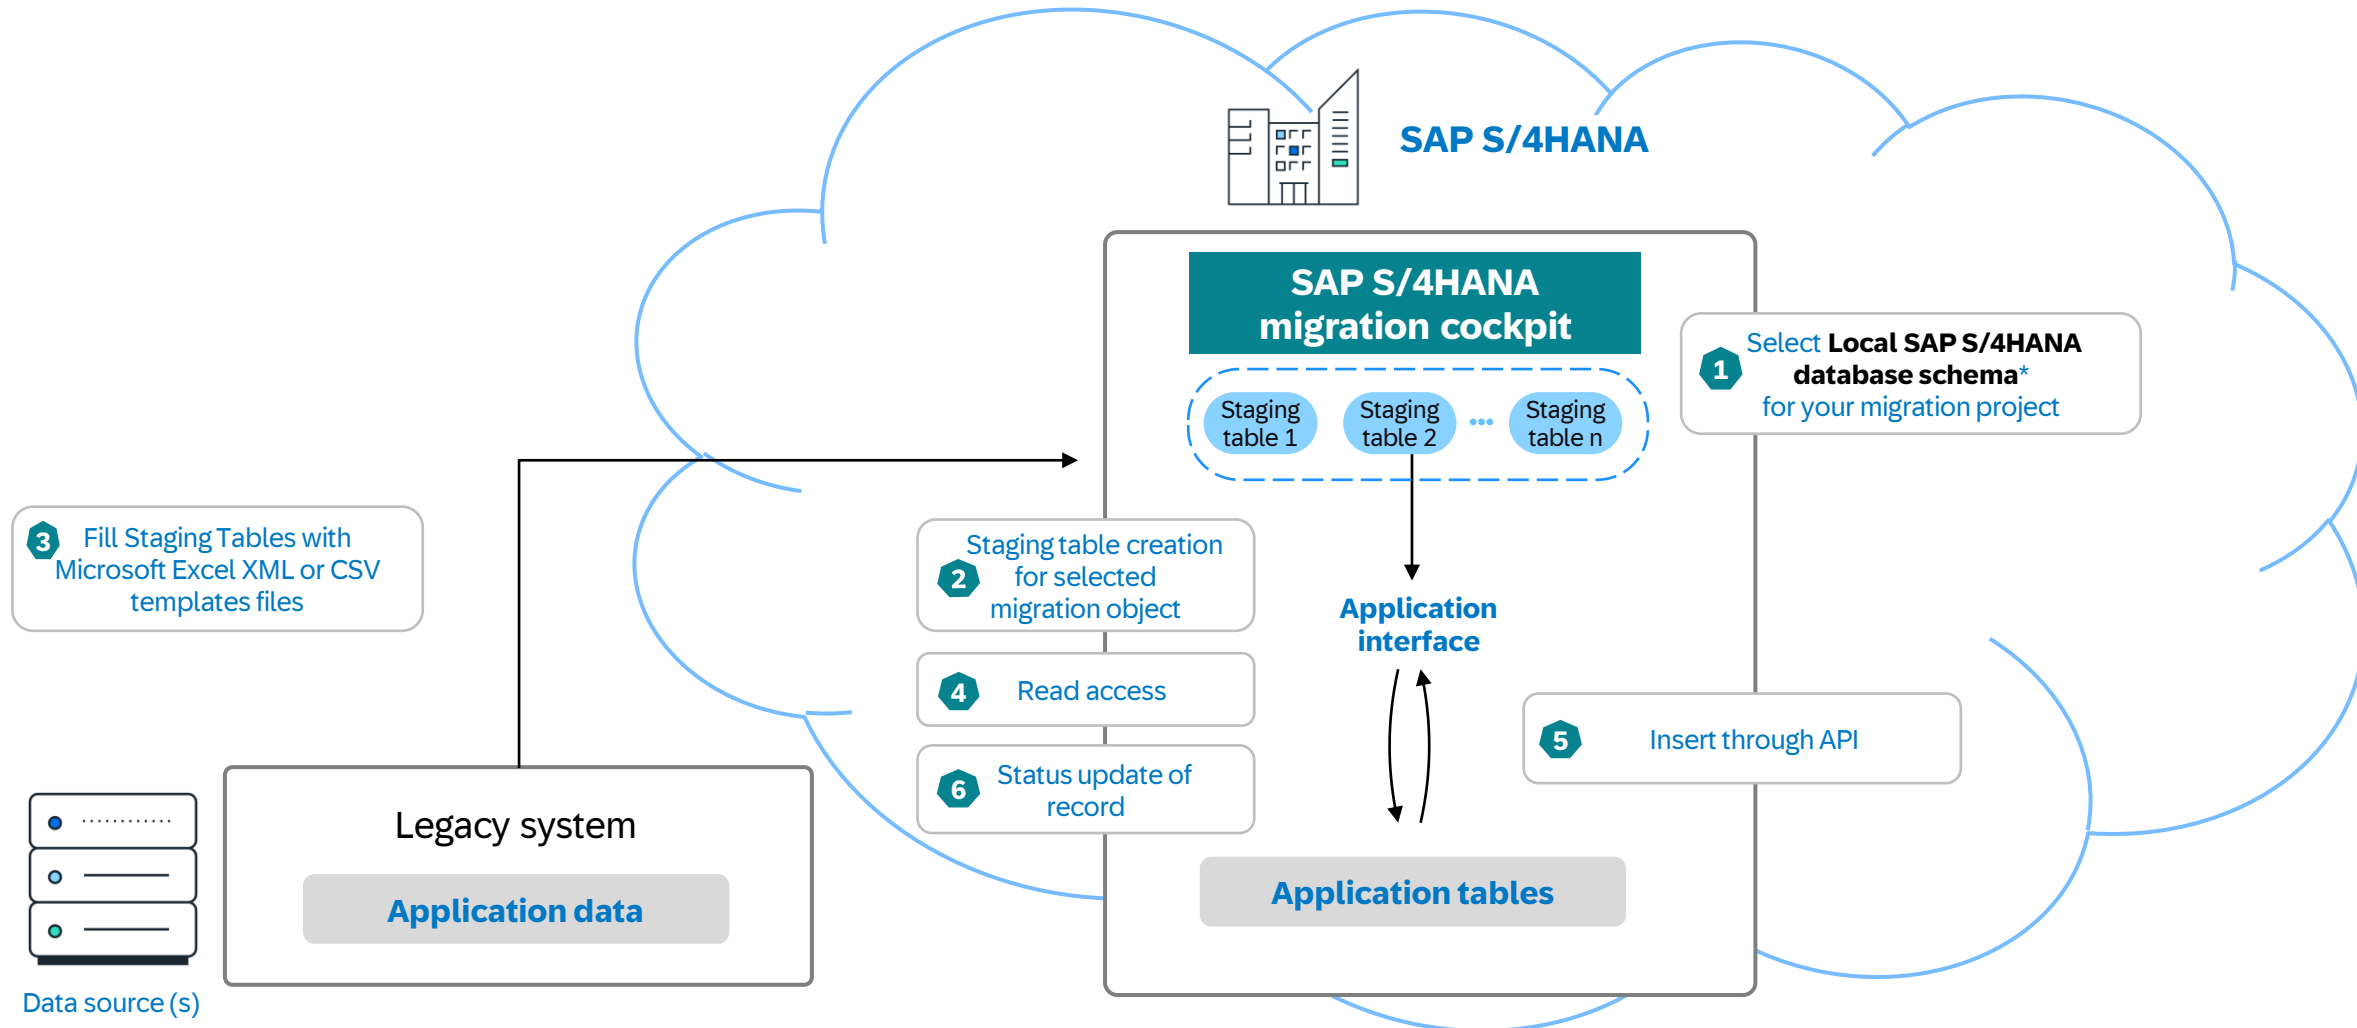 SAP S/4HANA
SAP S/4HANA
migration cockpit
1
Select Local SAP S/4HANA
database schema*
for your migration project
Staging
table 1
Staging
table 2
•••
Staging
table n
3
Fill Staging Tables with
Microsoft Excel XML or CSV
templates files
2
Staging table creation
for selected
migration object
Application
interface
4
Read access
5
Insert through API
6
Status update of
record
Legacy system
Application data
Application tables
Data source (s)